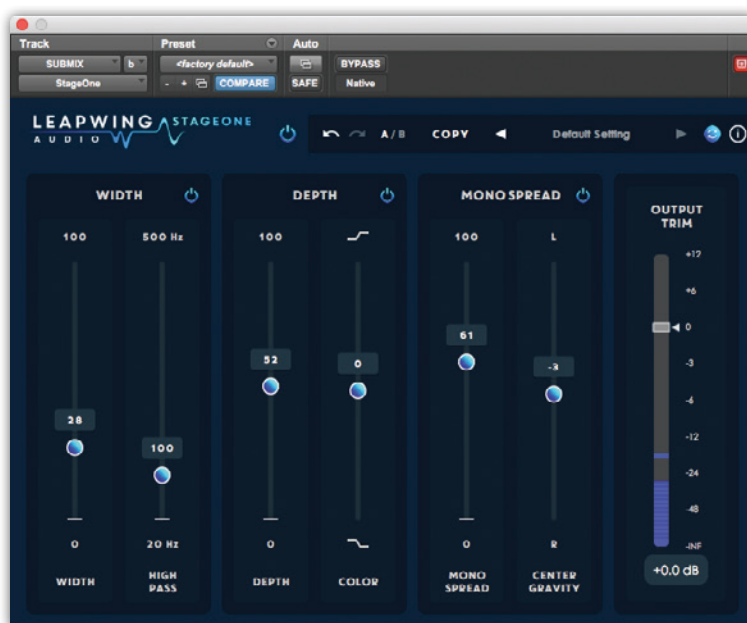 Track Preset Auto
SUBMIX b <factory default> BYPASS
StageOne - + COMPARE SAFE Native
LEAPWING STAGEONE
AUDIO
A/B COPY Default Setting
WIDTH
100 500 Hz
28
100
0 20 Hz
WIDTH HIGH PASS
DEPTH
100
52 0
0
DEPTH COLOR
MONO SPREAD
100 L
61
-3
0 R
MONO SPREAD CENTER GRAVITY
OUTPUT
TRIM
+12
+6
0
-3
-6
-12
-24
-48
-INF
+0.0 dB